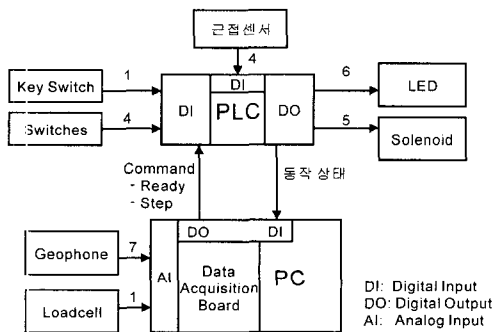 근접센서
4
Key Switch
1
Switches
4
DI
DI
PLC
DO
6
LED
5
Solenoid
Command
- Ready
- Step
동작 상태
Geophone
7
Loadcell
1
AI
DO
DI
Data
Acquisition
Board
PC
DI: Digital Input
DO: Digital Output
AI: Analog Input